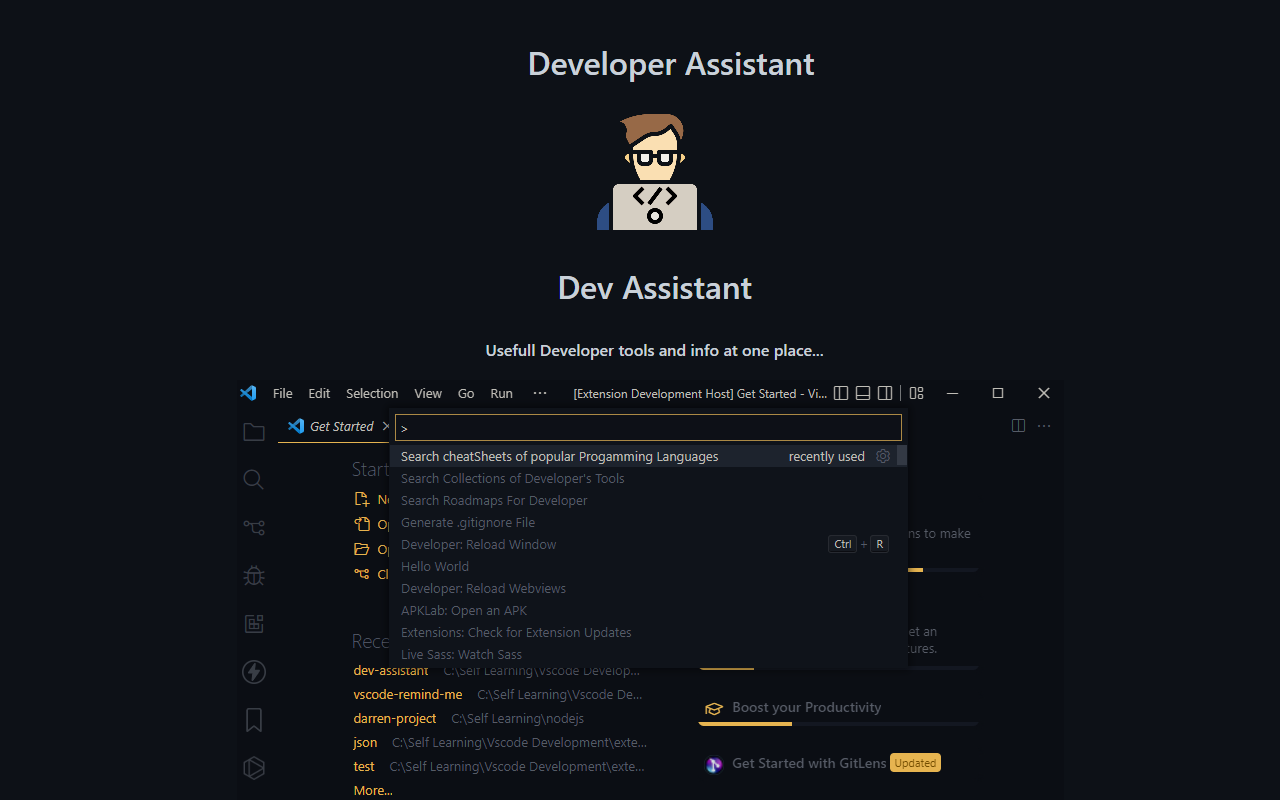 Developer Assistant
</>
Dev Assistant
Usefull Developer tools and info at one place...
File Edit Selection View Go Run ··· [Extension Development Host] Get Started - Vi...
Get Started
>
Search cheatSheets of popular Progamming Languages recently used
Search Collections of Developer's Tools
Search Roadmaps For Developer
Generate .gitignore File
Developer: Reload Window Ctrl + R
Hello World
Developer: Reload Webviews
APKLab: Open an APK
Extensions: Check for Extension Updates
Live Sass: Watch Sass
Start
ns to make
et an
tures.
Rece
dev-assistant C:\Self Learning\Vscode Develop...
vscode-remind-me C:\Self Learning\Vscode De...
darren-project C:\Self Learning\nodejs
json C:\Self Learning\Vscode Development\exte...
test C:\Self Learning\Vscode Development\exte...
More...
Boost your Productivity
Get Started with GitLens Updated